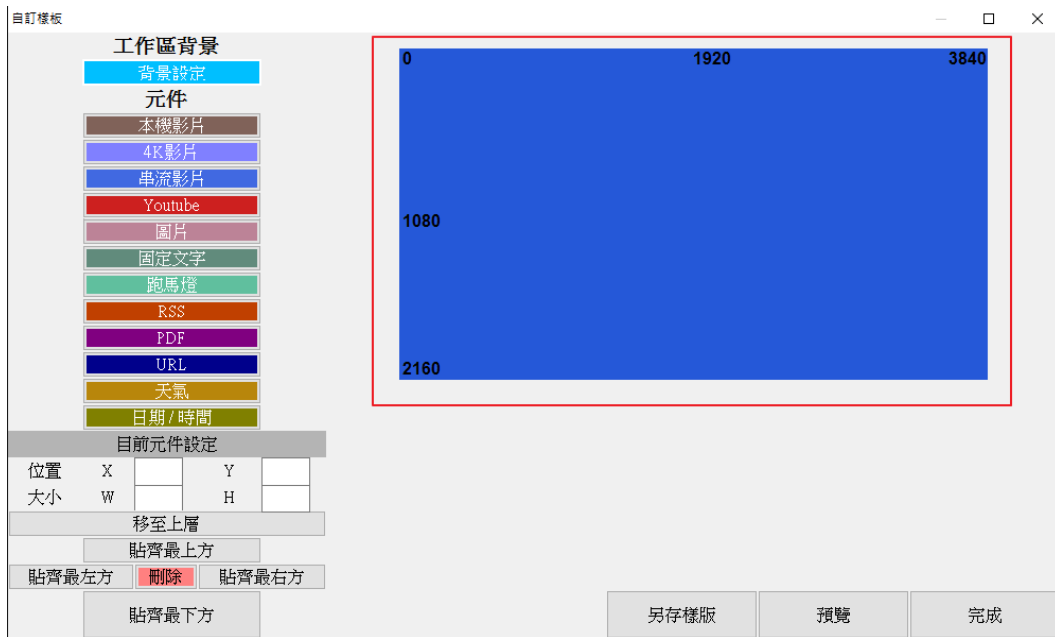 自訂樣板
工作區背景
背景設定
元件
本機影片
4K影片
串流影片
Youtube
圖片
固定文字
跑馬燈
RSS
PDF
URL
天氣
日期/時間
目前元件設定
位置 X Y
大小 W H
移至上層
貼齊最上方
貼齊最左方 刪除 貼齊最右方
貼齊最下方
0 1920 3840
1080
2160
另存樣版 預覽 完成